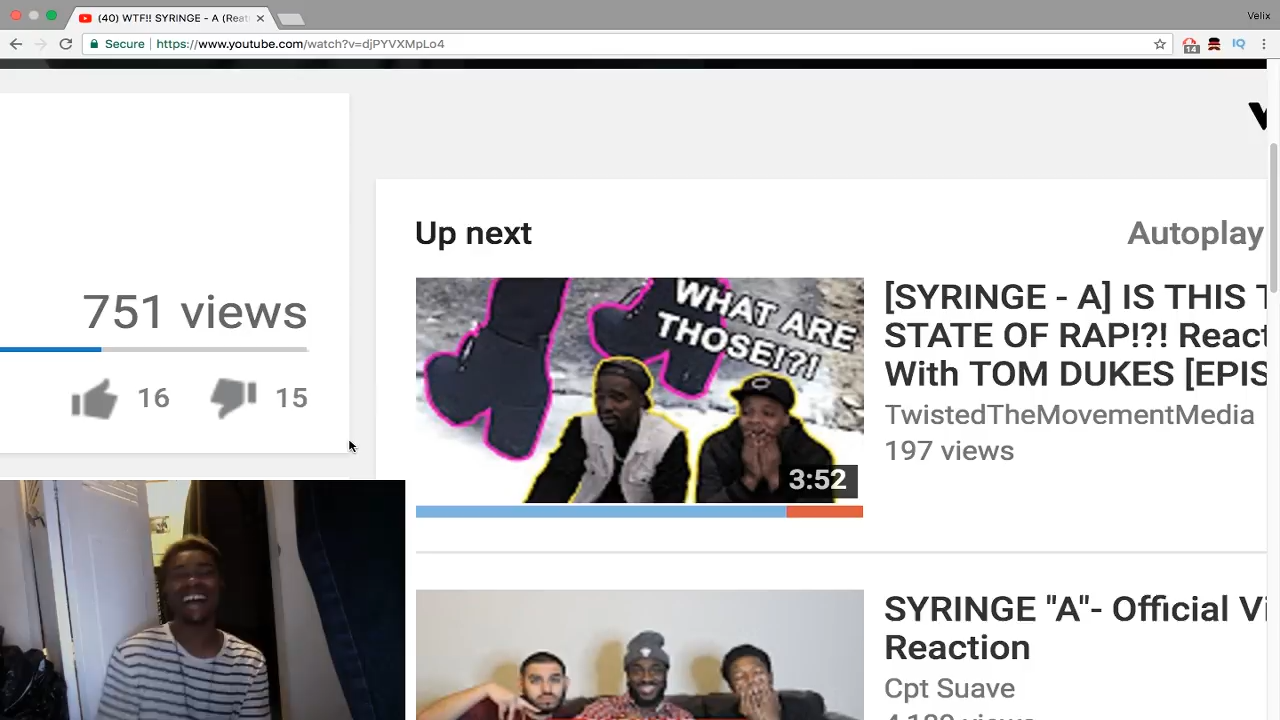 (40) WTF!! SYRINGE - A (Reat
Velix
Secure
https://www.youtube.com/watch?v=djPYVXMpLo4
14
IQ
751 views
16
15
Up next
Autoplay
WHAT ARE
THOSE!?!
3:52
[SYRINGE - A] IS THIS T
STATE OF RAP!?! React
With TOM DUKES [EPIS
TwistedTheMovementMedia
197 views
SYRINGE "A"- Official Vi
Reaction
Cpt Suave